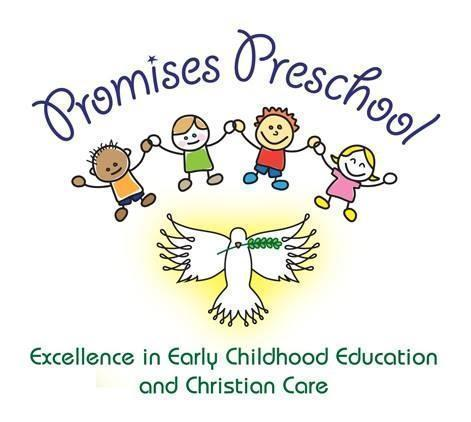 Promises Preschool
Excellence in Early Childhood Education
and Christian Care